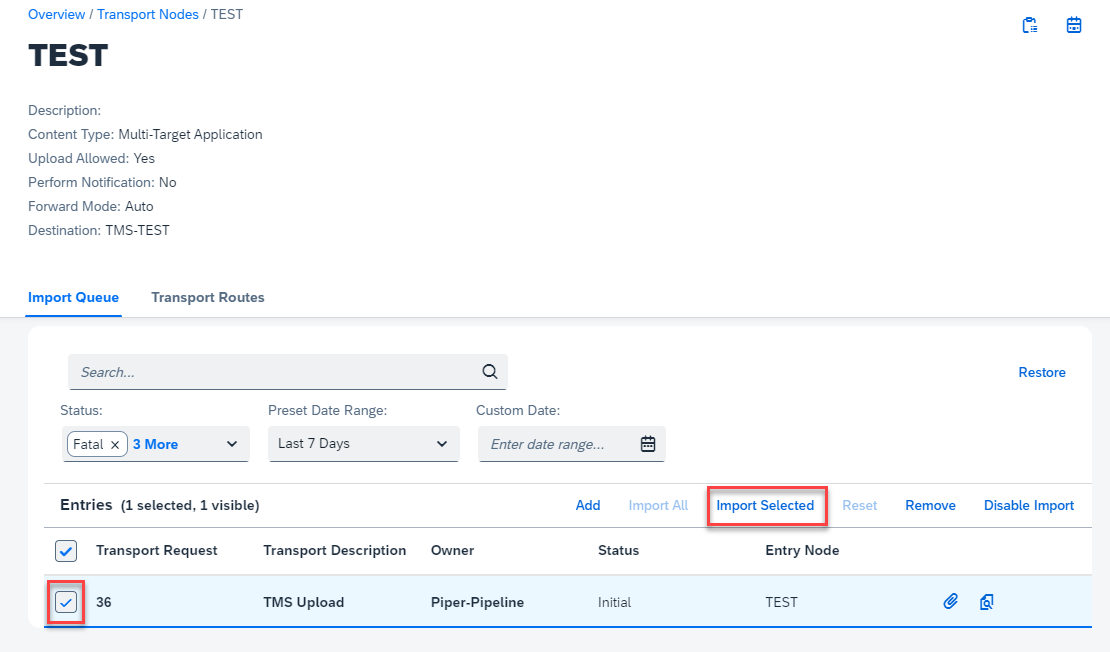 Overview / Transport Nodes / TEST
TEST
Description:
Content Type: Multi-Target Application
Upload Allowed: Yes
Perform Notification: No
Forward Mode: Auto
Destination: TMS-TEST
Import Queue Transport Routes
Search... Restore
Status: Preset Date Range: Custom Date:
Fatal 3 More Last 7 Days Enter date range...
Entries (1 selected, 1 visible) Add Import All Import Selected Reset Remove Disable Import
Transport Request Transport Description Owner Status Entry Node
36 TMS Upload Piper-Pipeline Initial TEST